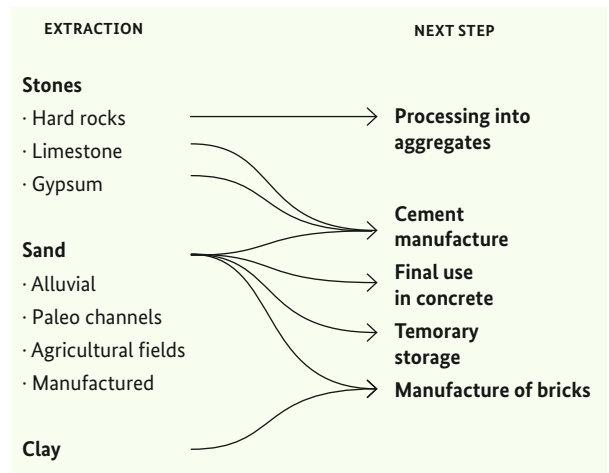 EXTRACTION
NEXT STEP
Stones
· Hard rocks
· Limestone
· Gypsum
Sand
· Alluvial
· Paleo channels
· Agricultural fields
· Manufactured
Clay
Processing into
aggregates
Cement
manufacture
Final use
in concrete
Temorary
storage
Manufacture of bricks